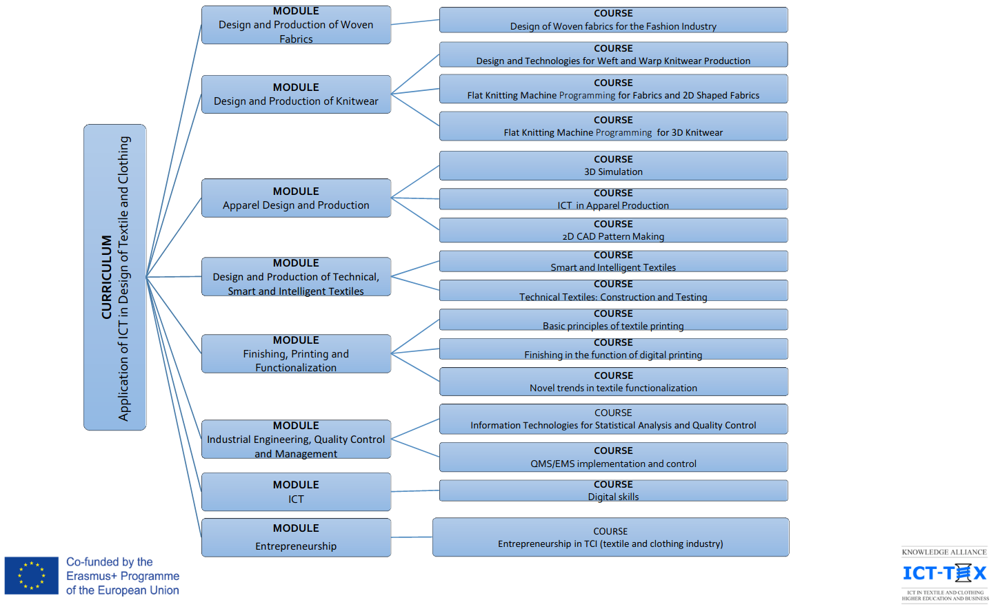 CURRICULUM
Application of ICT in Design of Textile and Clothing
MODULE
Design and Production of Woven
Fabrics
COURSE
Design of Woven fabrics for the Fashion Industry
MODULE
Design and Production of Knitwear
COURSE
Design and Technologies for Weft and Warp Knitwear Production
COURSE
Flat Knitting Machine Programming for Fabrics and 2D Shaped Fabrics
COURSE
Flat Knitting Machine Programming for 3D Knitwear
MODULE
Apparel Design and Production
COURSE
3D Simulation
COURSE
ICT in Apparel Production
COURSE
2D CAD Pattern Making
MODULE
Design and Production of Technical,
Smart and Intelligent Textiles
COURSE
Smart and Intelligent Textiles
COURSE
Technical Textiles: Construction and Testing
MODULE
Finishing, Printing and
Functionalization
COURSE
Basic principles of textile printing
COURSE
Finishing in the function of digital printing
COURSE
Novel trends in textile functionalization
MODULE
Industrial Engineering, Quality Control
and Management
COURSE
Information Technologies for Statistical Analysis and Quality Control
COURSE
QMS/EMS implementation and control
MODULE
ICT
COURSE
Digital skills
MODULE
Entrepreneurship
COURSE
Entrepreneurship in TCI (textile and clothing industry)
Co-funded by the
Erasmus+ Programme
of the European Union
KNOWLEDGE ALLIANCE
ICT-TEX
ICT IN TEXTILE AND CLOTHING
HIGHER EDUCATION AND BUSINESS